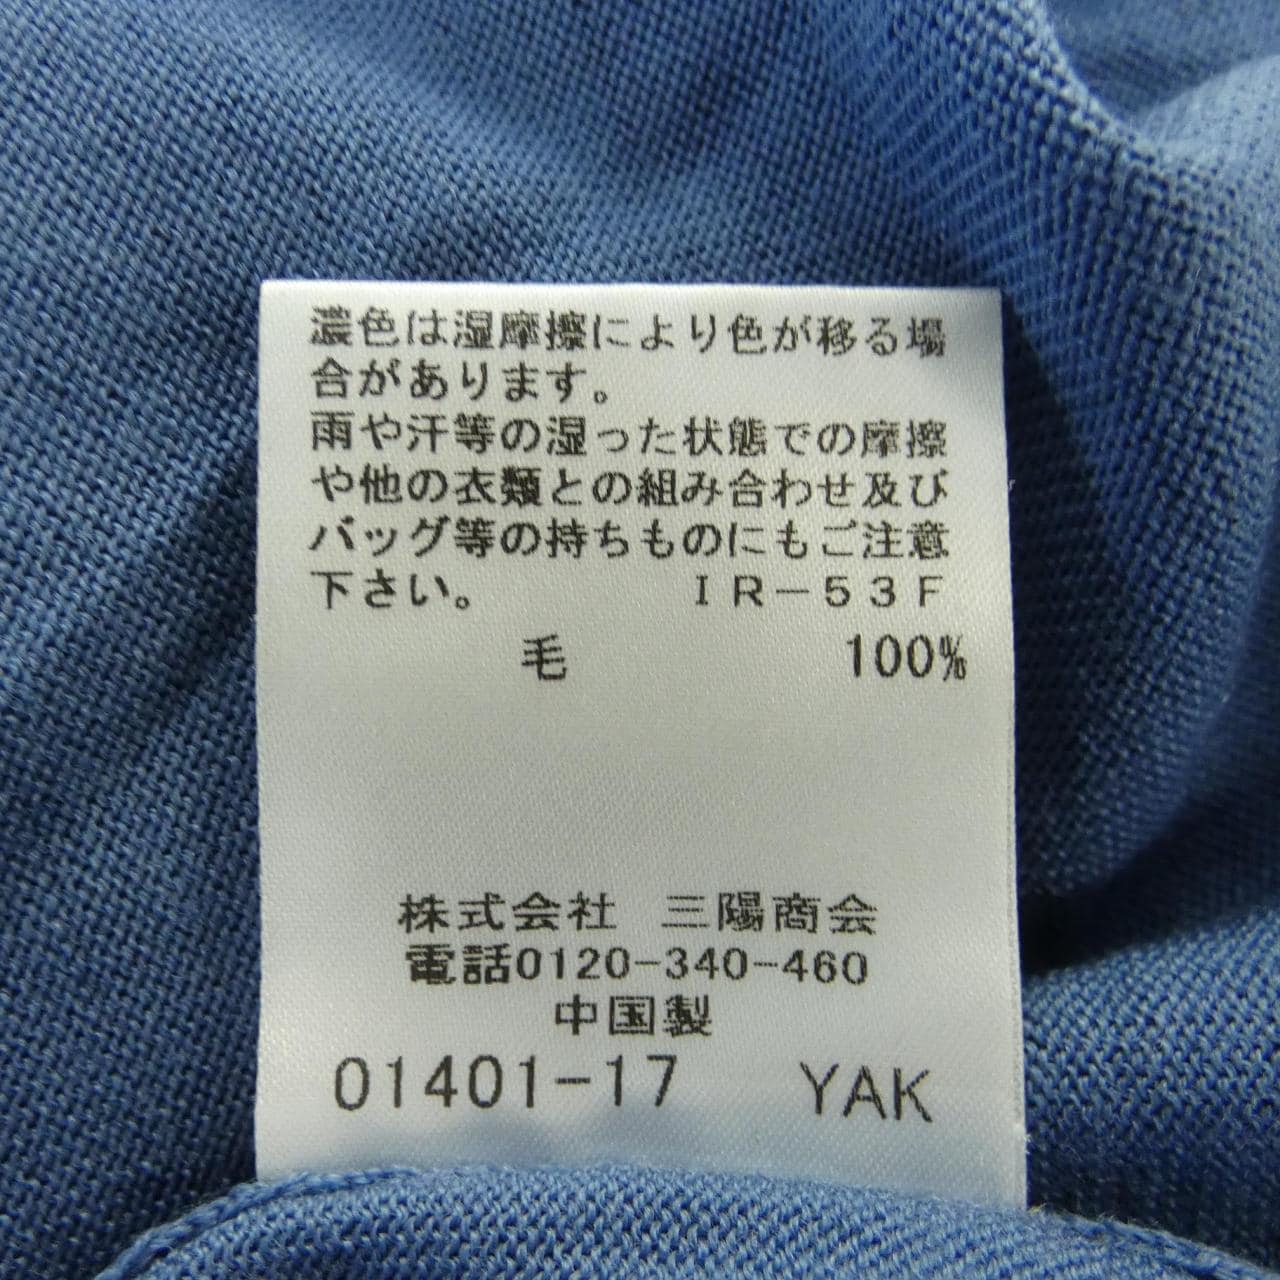 濃色は湿摩擦により色が移る場
合があります。
雨や汗等の湿った状態での摩擦
や他の衣類との組み合わせ及び
バッグ等の持ちものにもご注意
下さい。 ＩＲ－５３Ｆ
毛 100%
株式会社 三陽商会
電話0120-340-460
中国製
01401-17 YAK